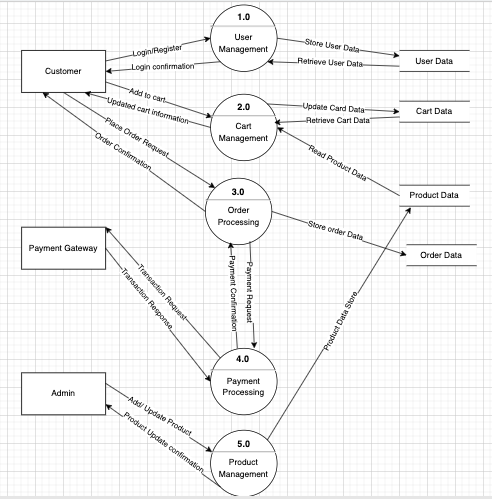 1.0
User
Management
Login/Register
Login confirmation
Store User Data
Retrieve User Data
User Data
Customer
Add to cart
Updated cart information
2.0
Cart
Management
Update Card Data
Retrieve Cart Data
Cart Data
Place Order Request
Order Confirmation
Read Product Data
3.0
Order
Processing
Product Data
Store order Data
Order Data
Payment Gateway
Transaction Request
Transaction Response
Payment Confirmation
Payment Request
Product Data Store
4.0
Payment
Processing
Admin
Add/ Update Product
Product Update confirmation
5.0
Product
Management